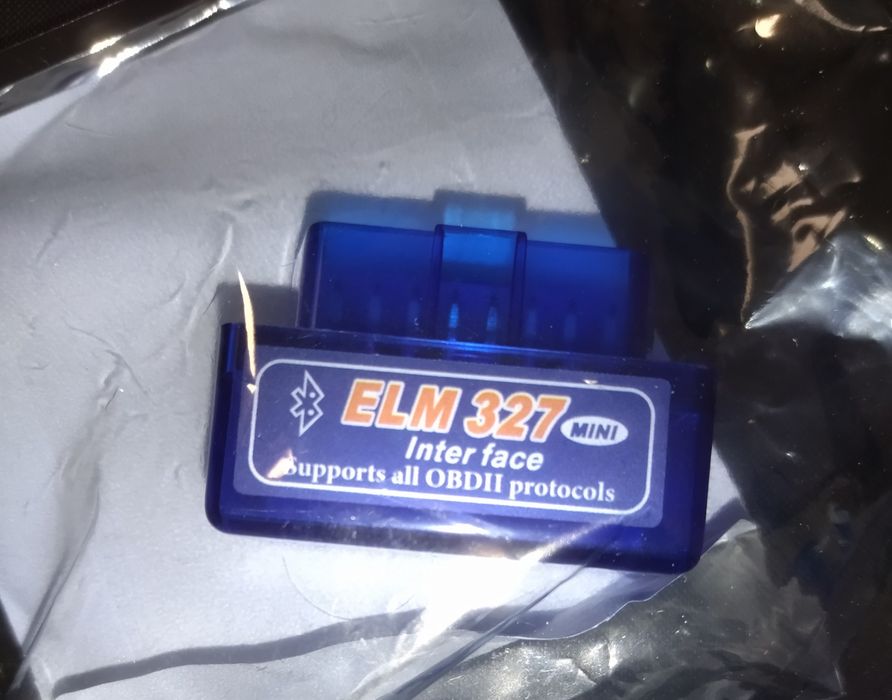 ELM 327 MINI
Inter face
Supports all OBDII protocols